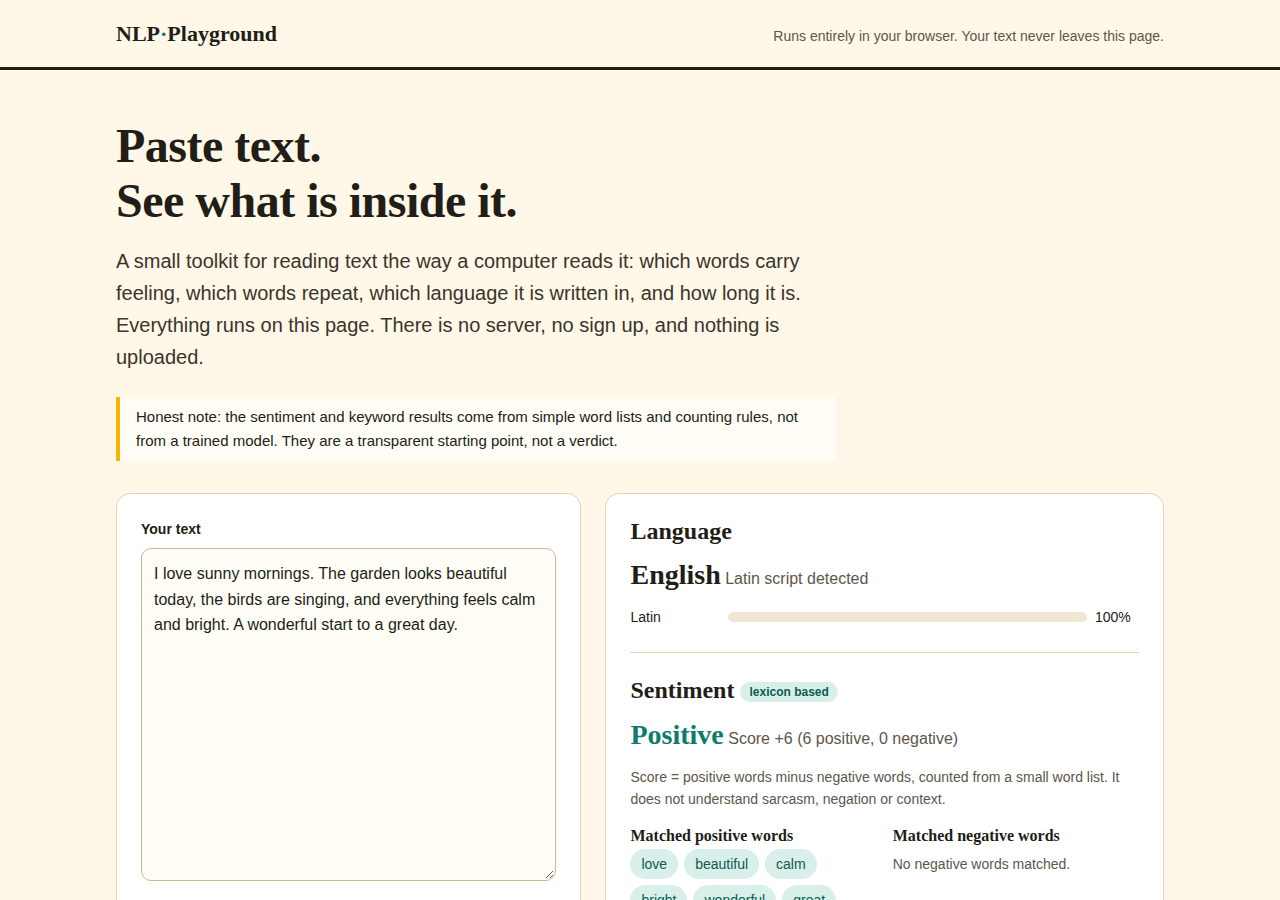 NLP·Playground
Runs entirely in your browser. Your text never leaves this page.
Paste text.
See what is inside it.
A small toolkit for reading text the way a computer reads it: which words carry
feeling, which words repeat, which language it is written in, and how long it is.
Everything runs on this page. There is no server, no sign up, and nothing is
uploaded.
Honest note: the sentiment and keyword results come from simple word lists and counting rules, not
from a trained model. They are a transparent starting point, not a verdict.
Your text
I love sunny mornings. The garden looks beautiful
today, the birds are singing, and everything feels calm
and bright. A wonderful start to a great day.
Language
English Latin script detected
Latin 100%
Sentiment lexicon based
Positive Score +6 (6 positive, 0 negative)
Score = positive words minus negative words, counted from a small word list. It
does not understand sarcasm, negation or context.
Matched positive words
love beautiful calm
bright wonderful great
Matched negative words
No negative words matched.